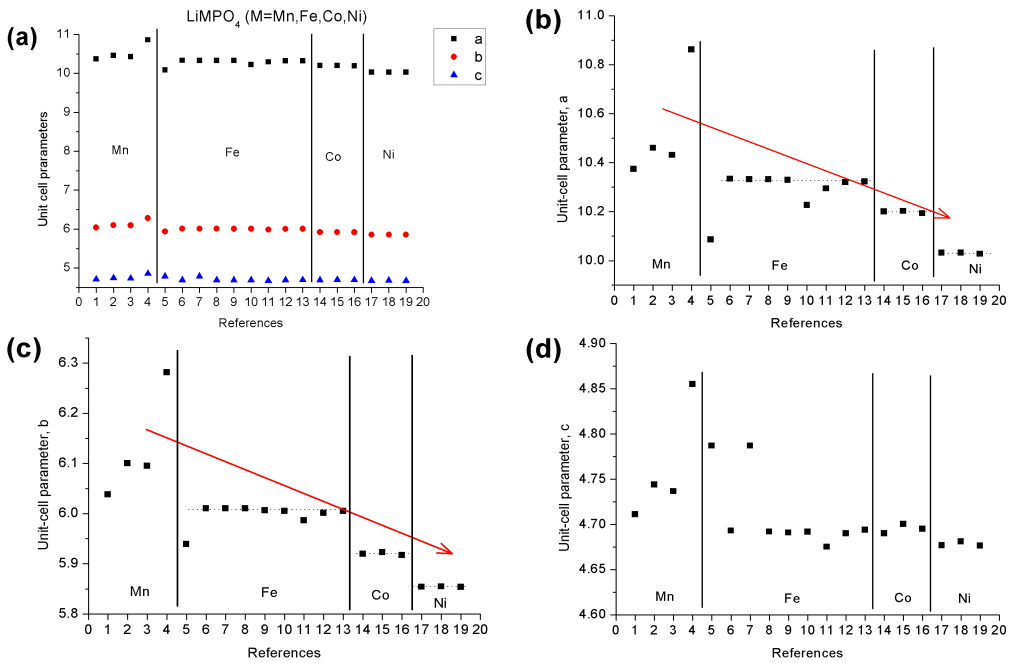 (a)
LiMPO4 (M=Mn,Fe,Co,Ni)
a
b
c
11
10
9
8
7
6
5
Unit cell prarameters
Mn
Fe
Co
Ni
0 1 2 3 4 5 6 7 8 9 10 11 12 13 14 15 16 17 18 19 20
References
(b)
11.0
10.8
10.6
10.4
10.2
10.0
Unit-cell parameter, a
Mn
Fe
Co
Ni
0 1 2 3 4 5 6 7 8 9 10 11 12 13 14 15 16 17 18 19 20
References
(c)
6.3
6.2
6.1
6.0
5.9
5.8
Unit-cell parameter, b
Mn
Fe
Co
Ni
0 1 2 3 4 5 6 7 8 9 10 11 12 13 14 15 16 17 18 19 20
References
(d)
4.90
4.85
4.80
4.75
4.70
4.65
4.60
Unit-cell parameter, c
Mn
Fe
Co
Ni
0 1 2 3 4 5 6 7 8 9 10 11 12 13 14 15 16 17 18 19 20
References